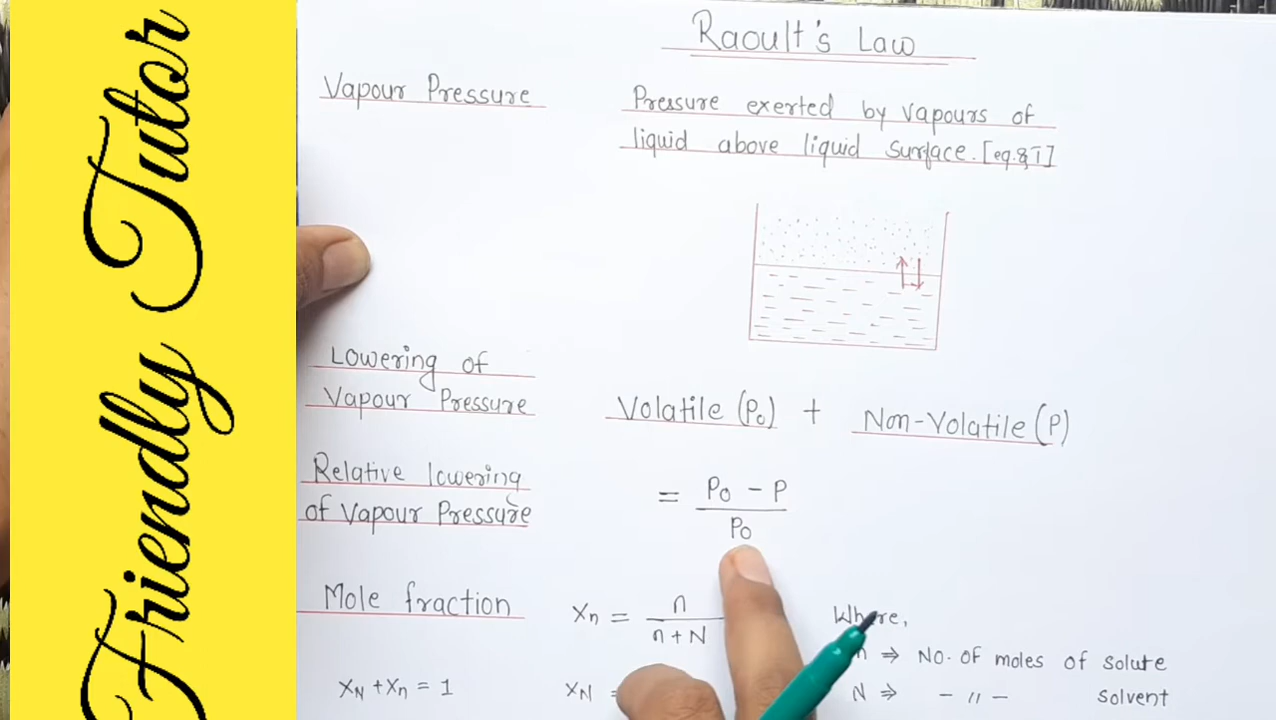 Friendly Tutor
Raoult's Law
Vapour Pressure
Pressure exerted by vapours of
liquid above liquid surface. [eq.&T]
Lowering of
Vapour Pressure
Volatile (P₀) + Non-Volatile (P)
Relative lowering
of Vapour Pressure
= P₀ - P / P₀
Mole fraction
Xn = n / n + N
Where,
n ⇒ No. of moles of solute
XN + Xn = 1
XN =
N ⇒ - 〃 - solvent